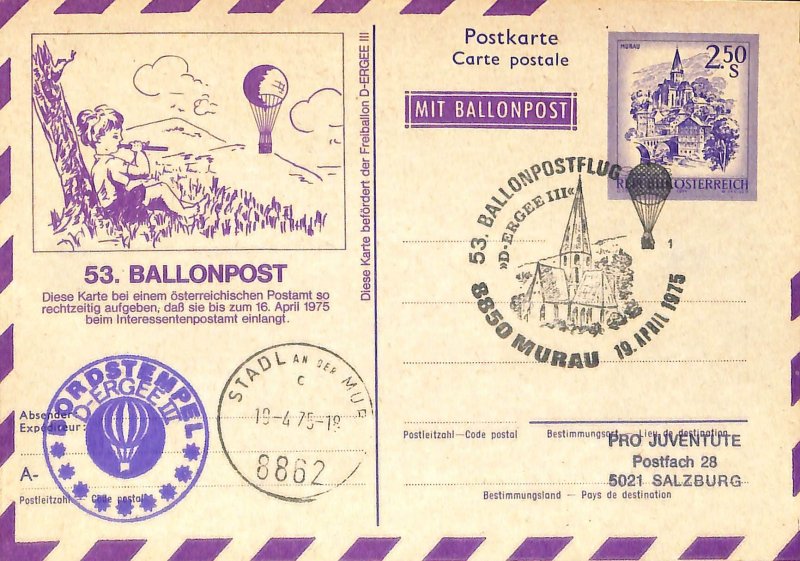 Diese Karte befördert der Freiballon D-ERGEE III
53. BALLONPOST
Diese Karte bei einem österreichischen Postamt so
rechtzeitig aufgeben, daß sie bis zum 16. April 1975
beim Interessentenpostamt einlangt.
BORDSTEMPEL
D-ERGEE III
STADL AN DER MUR
C
19-4.75-18
8862
Absender
Expéditeur:
A-
Postleitzahl – Code postal
Postkarte
Carte postale
MIT BALLONPOST
MURAU
2.50
S
REPUBLIK ÖSTERREICH
53. BALLONPOSTFLUG
»D-ERGEE III«
1
8850 MURAU 19. APRIL 1975
Postleitzahl—Code postal
Bestimmungsort – Lieu de destination
PRO JUVENTUTE
Postfach 28
5021 SALZBURG
Bestimmungsland – Pays de destination